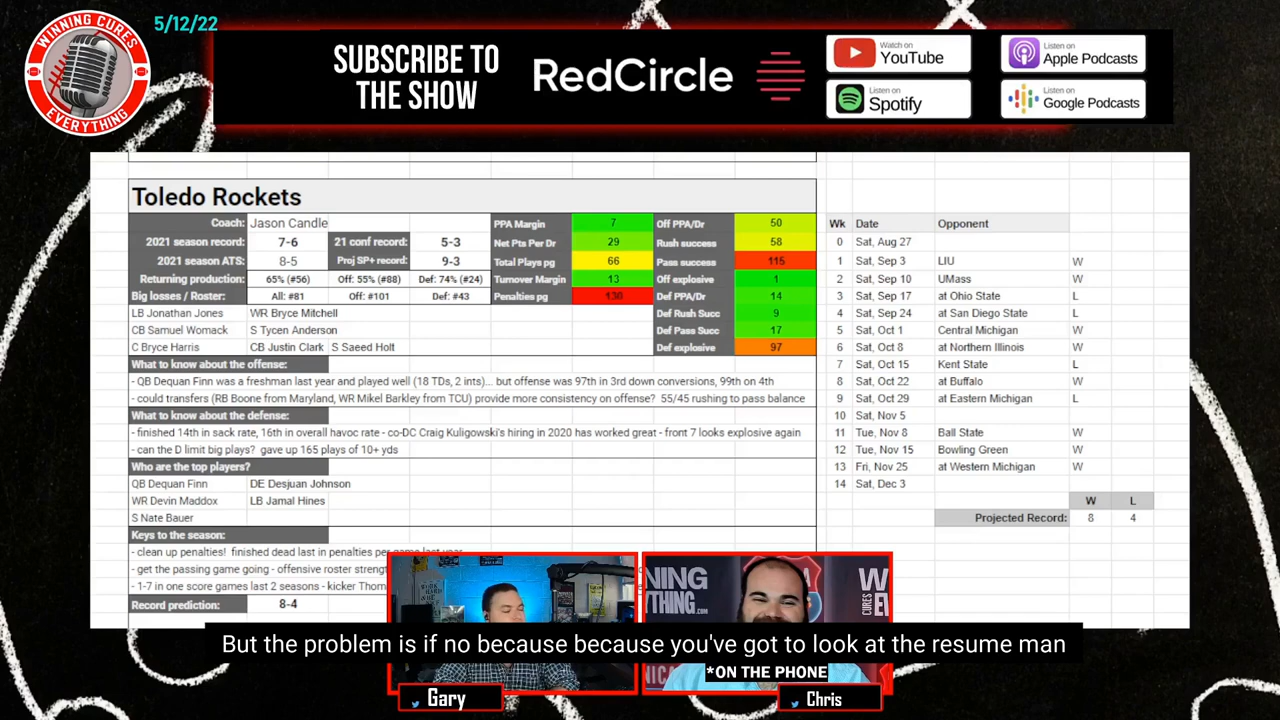 5/12/22
WINNING CURES
EVERYTHING
SUBSCRIBE TO
THE SHOW
RedCircle
Watch on
YouTube
Listen on
Spotify
Listen on
Apple Podcasts
Listen on
Google Podcasts
Toledo Rockets
Coach: Jason Candle
2021 season record: 7-6 21 conf record: 5-3
2021 season ATS: 8-5 Proj SP+ record: 9-3
Returning production: 65% (#56) Off: 55% (#88) Def: 74% (#24)
Big losses / Roster: All: #81 Off: #101 Def: #43
LB Jonathan Jones WR Bryce Mitchell
CB Samuel Womack S Tycen Anderson
C Bryce Harris CB Justin Clark S Saeed Holt
PPA Margin 7 Off PPA/Dr 50
Net Pts Per Dr 29 Rush success 58
Total Plays pg 66 Pass success 115
Turnover Margin 13 Off explosive 1
Penalties pg 130 Def PPA/Dr 14
Def Rush Succ 9
Def Pass Succ 17
Def explosive 97
What to know about the offense:
- QB Dequan Finn was a freshman last year and played well (18 TDs, 2 ints)... but offense was 97th in 3rd down conversions, 99th on 4th
- could transfers (RB Boone from Maryland, WR Mikel Barkley from TCU) provide more consistency on offense? 55/45 rushing to pass balance
What to know about the defense:
- finished 14th in sack rate, 16th in overall havoc rate - co-DC Craig Kuligowski's hiring in 2020 has worked great - front 7 looks explosive again
- can the D limit big plays? gave up 165 plays of 10+ yds
Who are the top players?
QB Dequan Finn DE Desjuan Johnson
WR Devin Maddox LB Jamal Hines
S Nate Bauer
Keys to the season:
- clean up penalties! finished dead last in penalties per game last year
- get the passing game going - offensive roster strengt
- 1-7 in one score games last 2 seasons - kicker Thom
Record prediction: 8-4
Wk Date Opponent
0 Sat, Aug 27
1 Sat, Sep 3 LIU W
2 Sat, Sep 10 UMass W
3 Sat, Sep 17 at Ohio State L
4 Sat, Sep 24 at San Diego State L
5 Sat, Oct 1 Central Michigan W
6 Sat, Oct 8 at Northern Illinois W
7 Sat, Oct 15 Kent State L
8 Sat, Oct 22 at Buffalo W
9 Sat, Oct 29 at Eastern Michigan L
10 Sat, Nov 5
11 Tue, Nov 8 Ball State W
12 Tue, Nov 15 Bowling Green W
13 Fri, Nov 25 at Western Michigan W
14 Sat, Dec 3
W L
Projected Record: 8 4
But the problem is if no because because you've got to look at the resume man
*ON THE PHONE
Gary
Chris